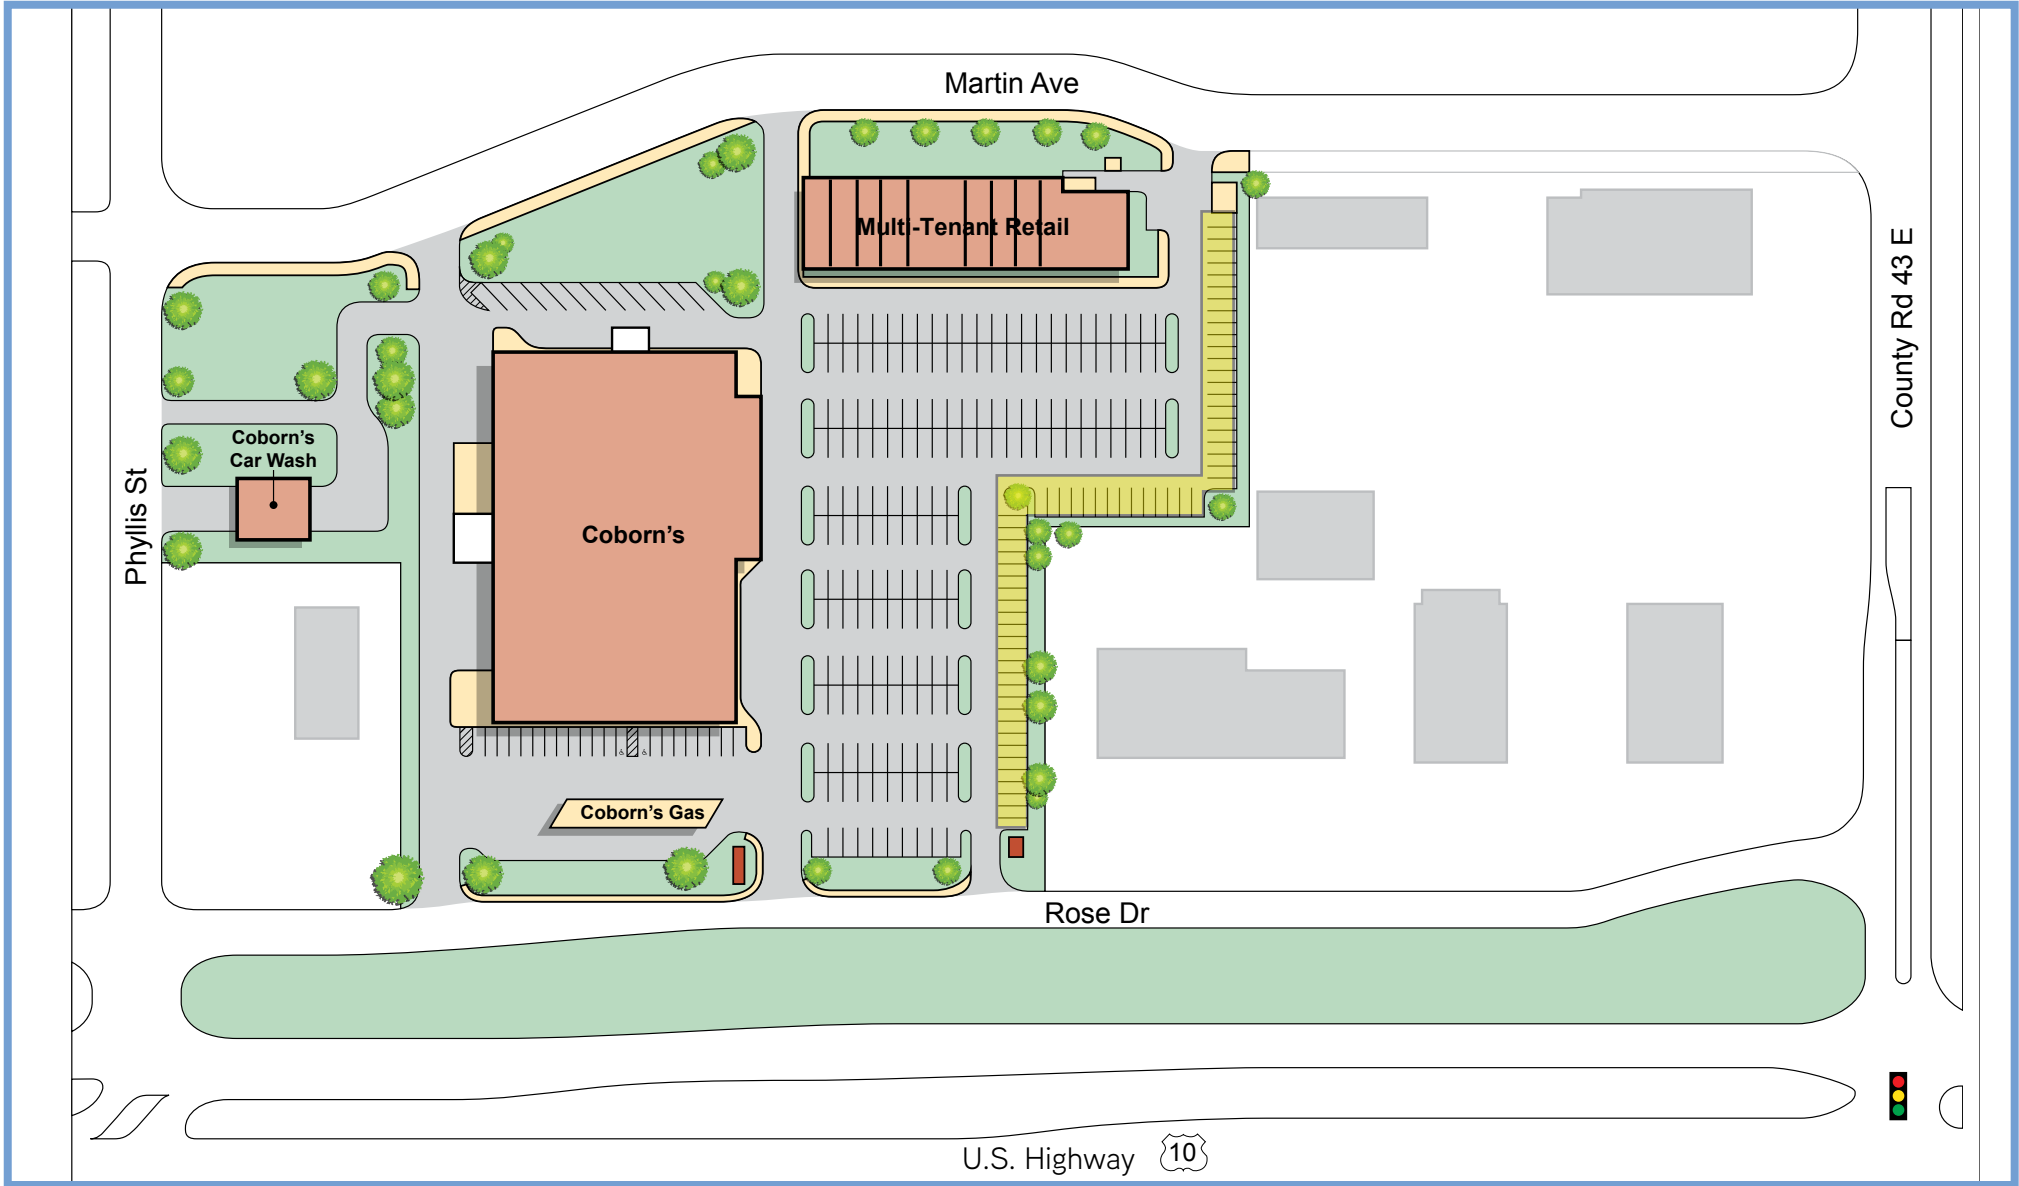 Martin Ave
Multi-Tenant Retail
County Rd 43 E
Coborn’s
Car Wash
Phyllis St
Coborn’s
Coborn’s Gas
Rose Dr
U.S. Highway 10